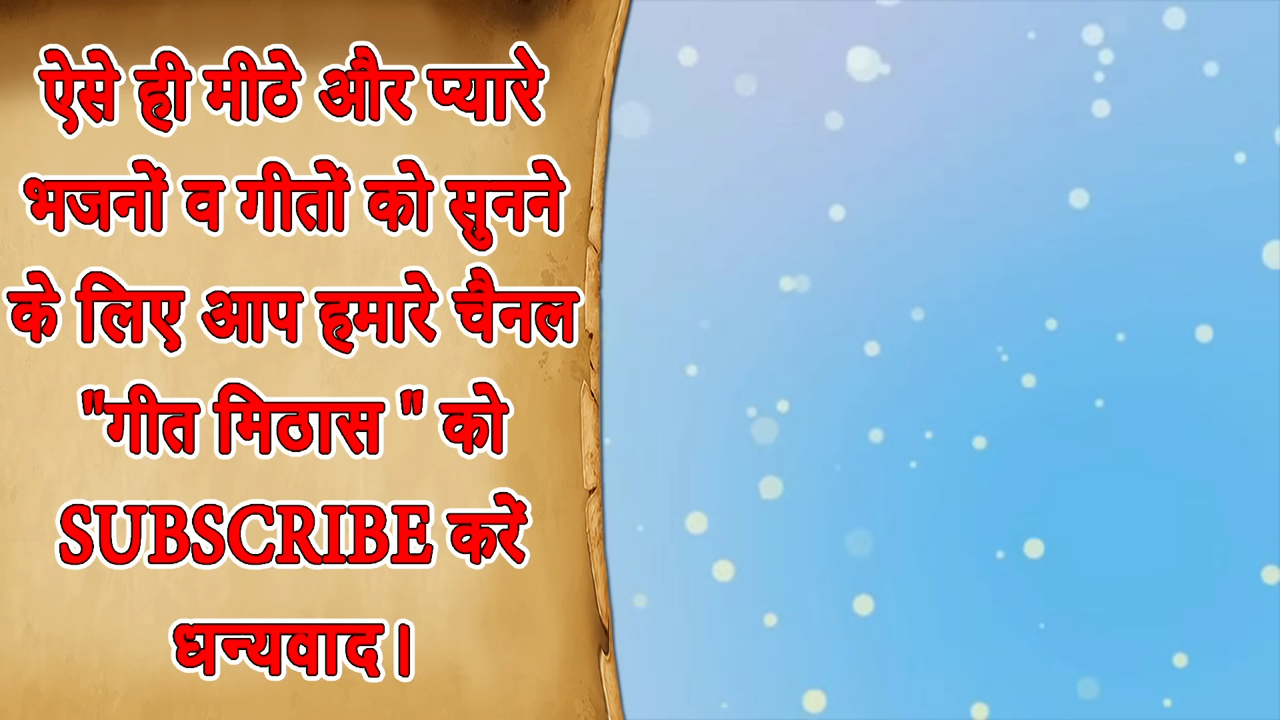 ऐसे ही मीठे और प्यारे
भजनों व गीतों को सुनने
के लिए आप हमारे चैनल
"गीत मिठास " को
SUBSCRIBE करें
धन्यवाद।